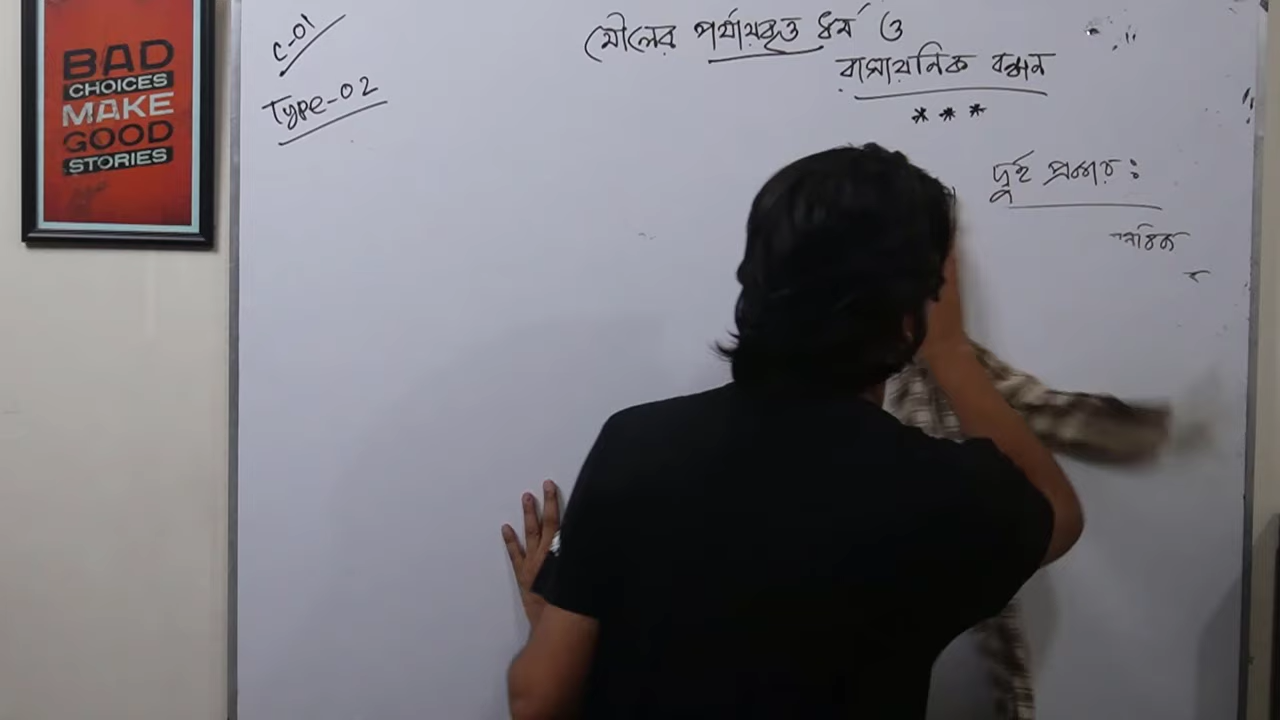 BAD
CHOICES
MAKE
GOOD
STORIES
C-01
Type-02
মৌলের পর্যায়বৃত্ত ধর্ম ও
রাসায়নিক বন্ধন
* * *
দুই প্রকার :